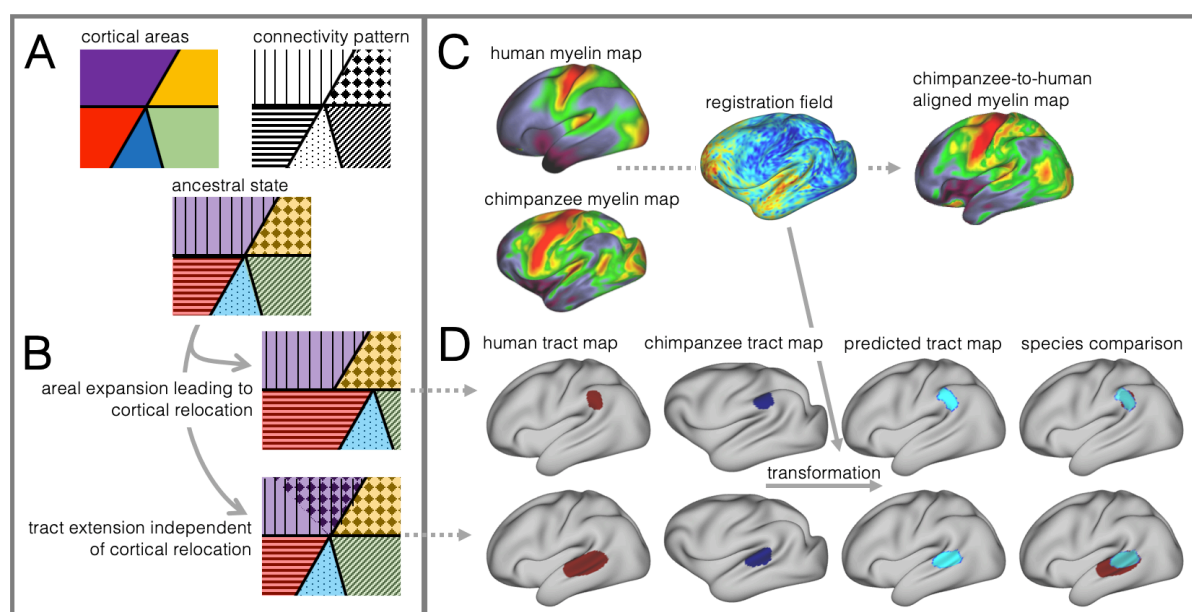 A
cortical areas
connectivity pattern
ancestral state
B
areal expansion leading to
cortical relocation
tract extension independent
of cortical relocation
C
human myelin map
registration field
chimpanzee-to-human
aligned myelin map
chimpanzee myelin map
D
human tract map
chimpanzee tract map
predicted tract map
species comparison
transformation